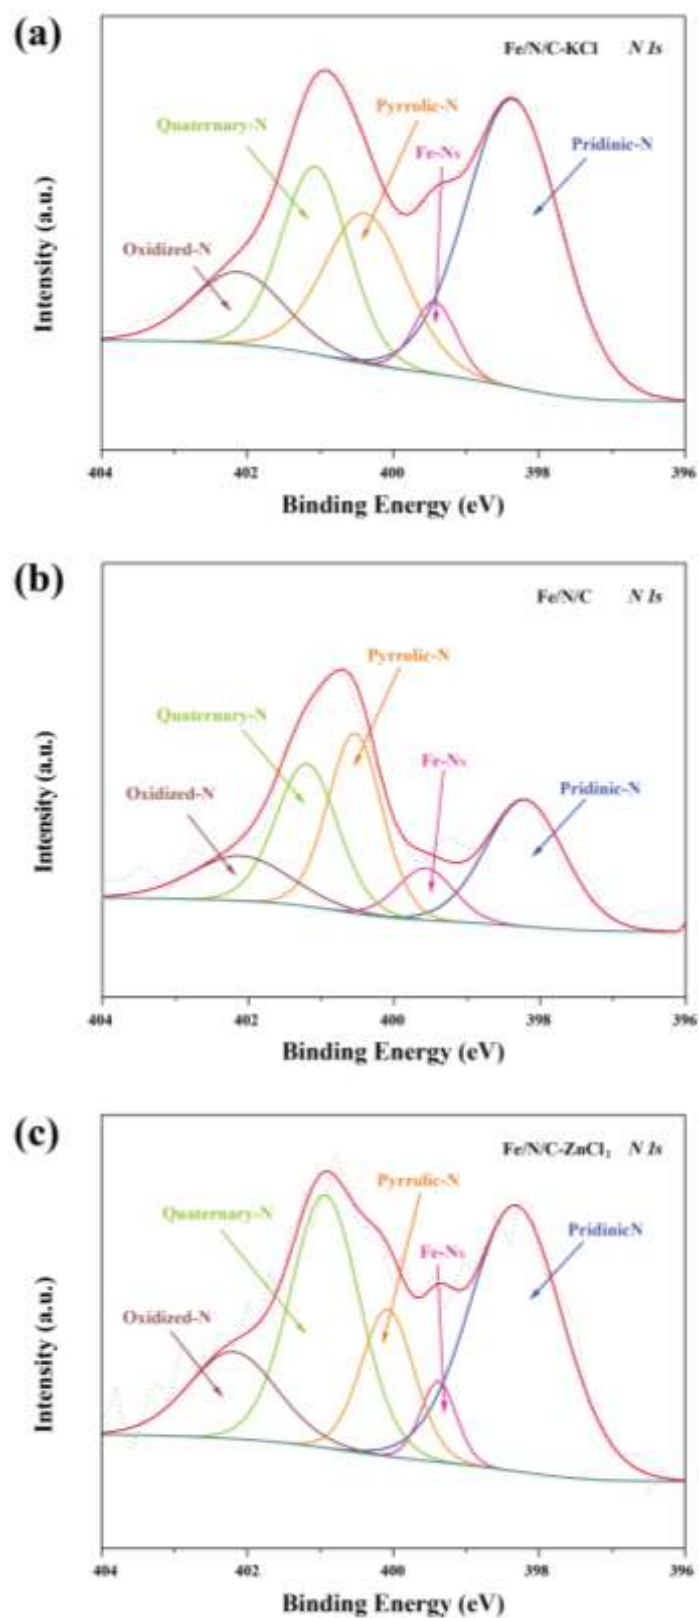 (a)
Fe/N/C-KCl N 1s
Pyrrolic-N
Quaternary-N
Fe-Nx
Pridinic-N
Oxidized-N
Intensity (a.u.)
404 402 400 398 396
Binding Energy (eV)
(b)
Fe/N/C N 1s
Pyrrolic-N
Quaternary-N
Fe-Nx
Pridinic-N
Oxidized-N
Intensity (a.u.)
404 402 400 398 396
Binding Energy (eV)
(c)
Fe/N/C-ZnCl₂ N 1s
Pyrrolic-N
Quaternary-N
Fe-Nx
PridinicN
Oxidized-N
Intensity (a.u.)
404 402 400 398 396
Binding Energy (eV)